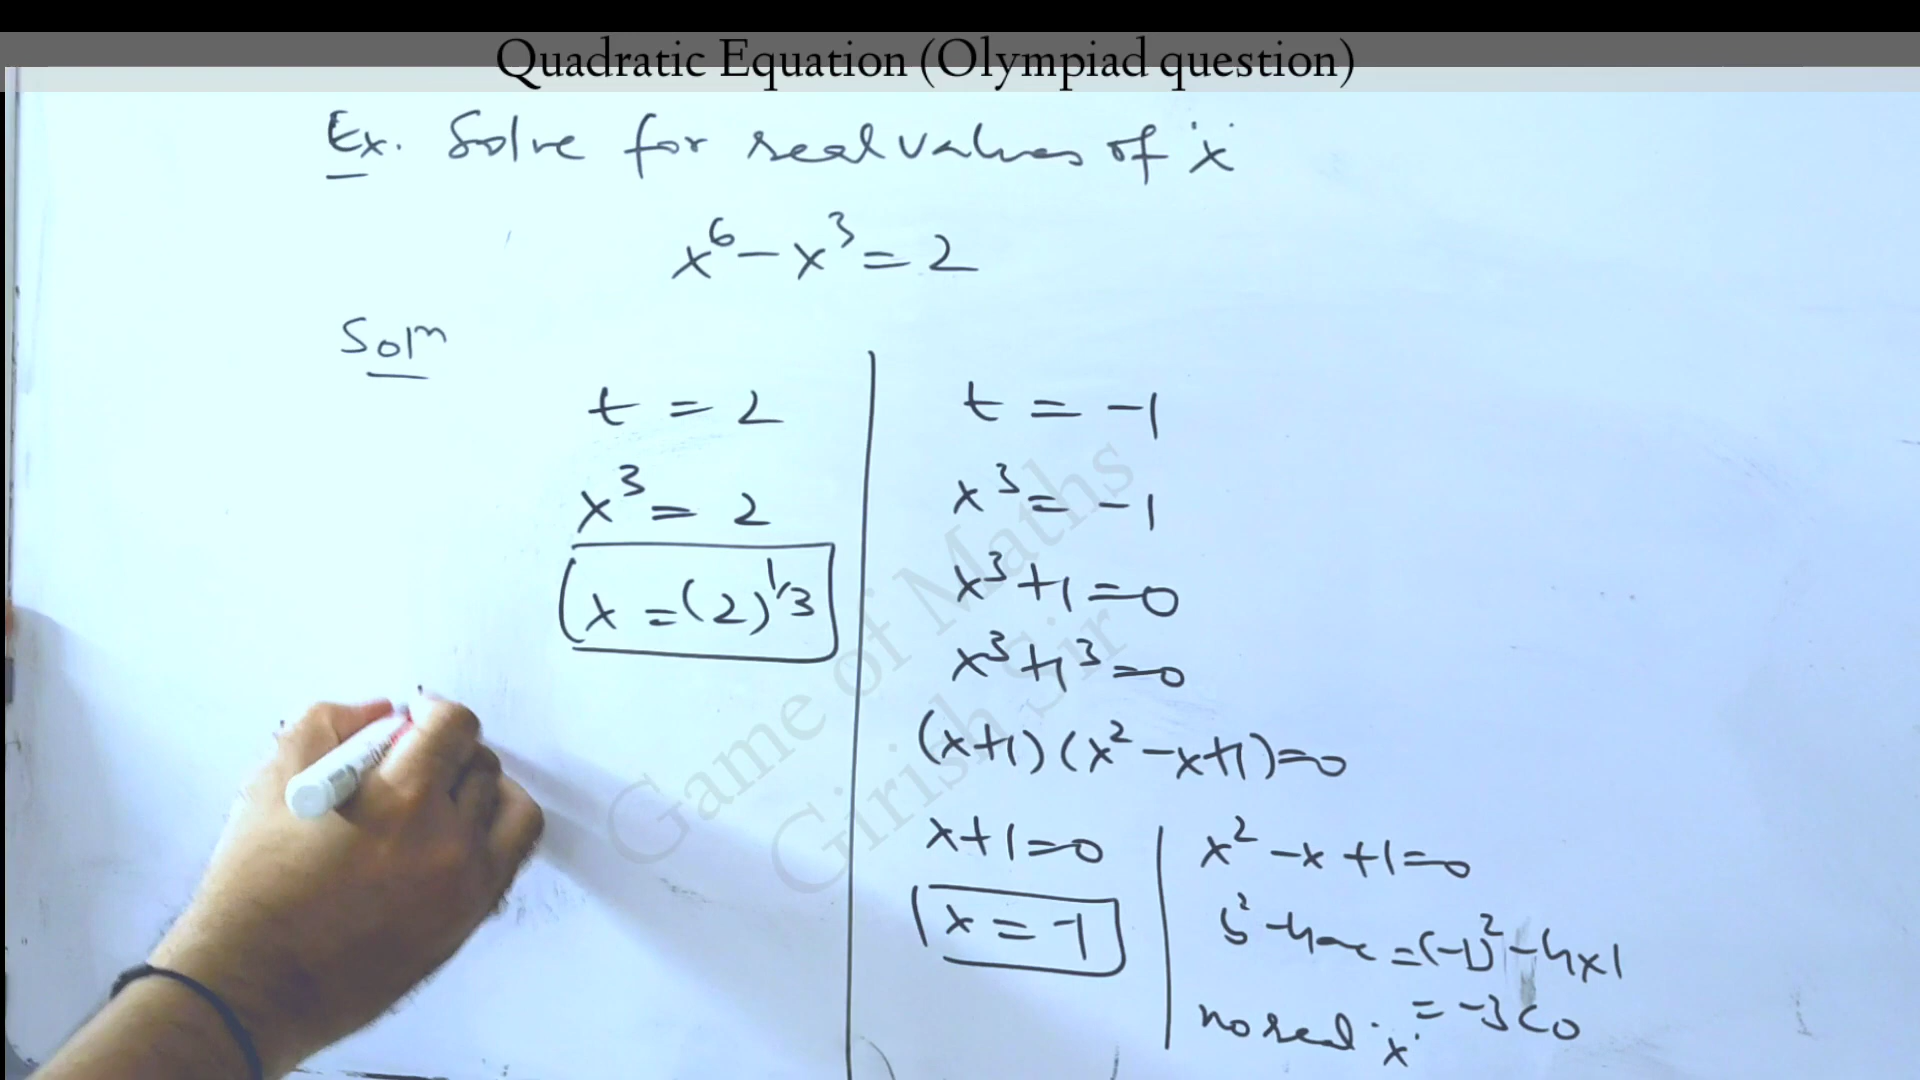 Quadratic Equation (Olympiad question)
Ex. Solve for real values of 'x'
x⁶ - x³ = 2
Soln
t = 2
x³ = 2
x = (2)^1/3
t = -1
x³ = -1
x³+1=0
x³+1³=0
(x+1)(x²-x+1)=0
x+1=0
x = -1
x²-x+1=0
b²-4ac = (-1)²-4x1
= -3<0
no real 'x'
Game of Maths
Girish Sir